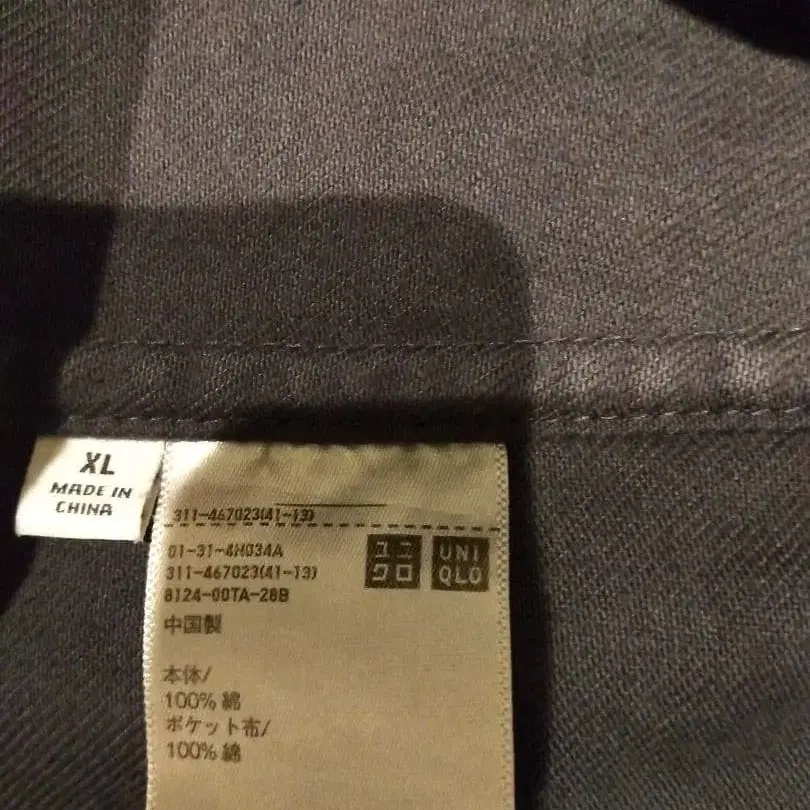 XL
MADE IN
CHINA
311-467023(41-13)
01-31-4H034A
311-467023(41-13)
8124-00TA-28B
ユニ
クロ
UNI
QLO
中国製
本体/
100% 綿
ポケット布/
100% 綿